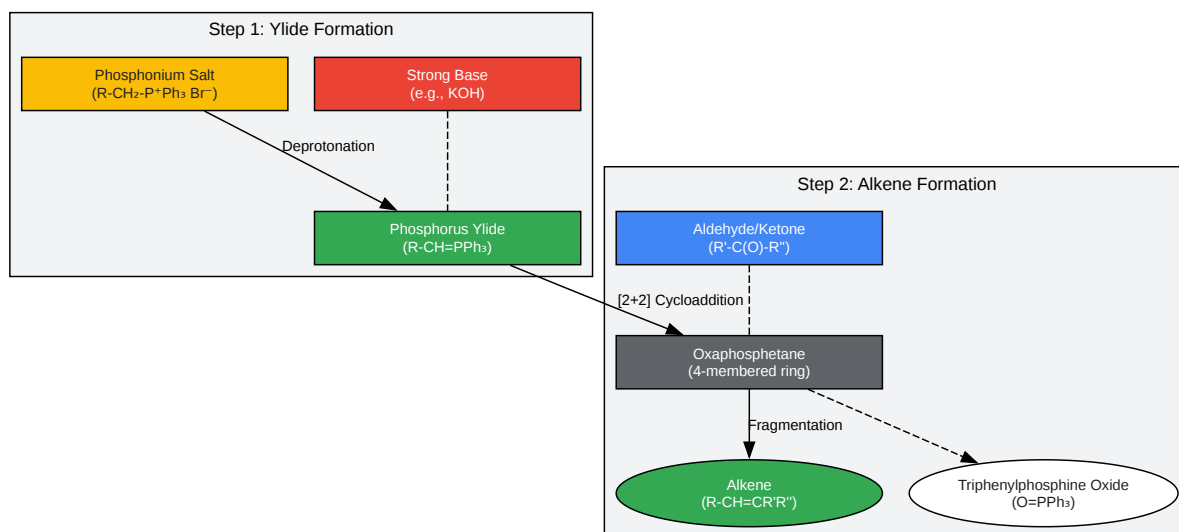 Step 1: Ylide Formation
Phosphonium Salt
(R-CH₂-P⁺Ph₃ Br⁻)
Strong Base
(e.g., KOH)
Deprotonation
Phosphorus Ylide
(R-CH=PPh₃)
Step 2: Alkene Formation
Aldehyde/Ketone
(R'-C(O)-R'')
[2+2] Cycloaddition
Oxaphosphetane
(4-membered ring)
Fragmentation
Alkene
(R-CH=CR'R'')
Triphenylphosphine Oxide
(O=PPh₃)